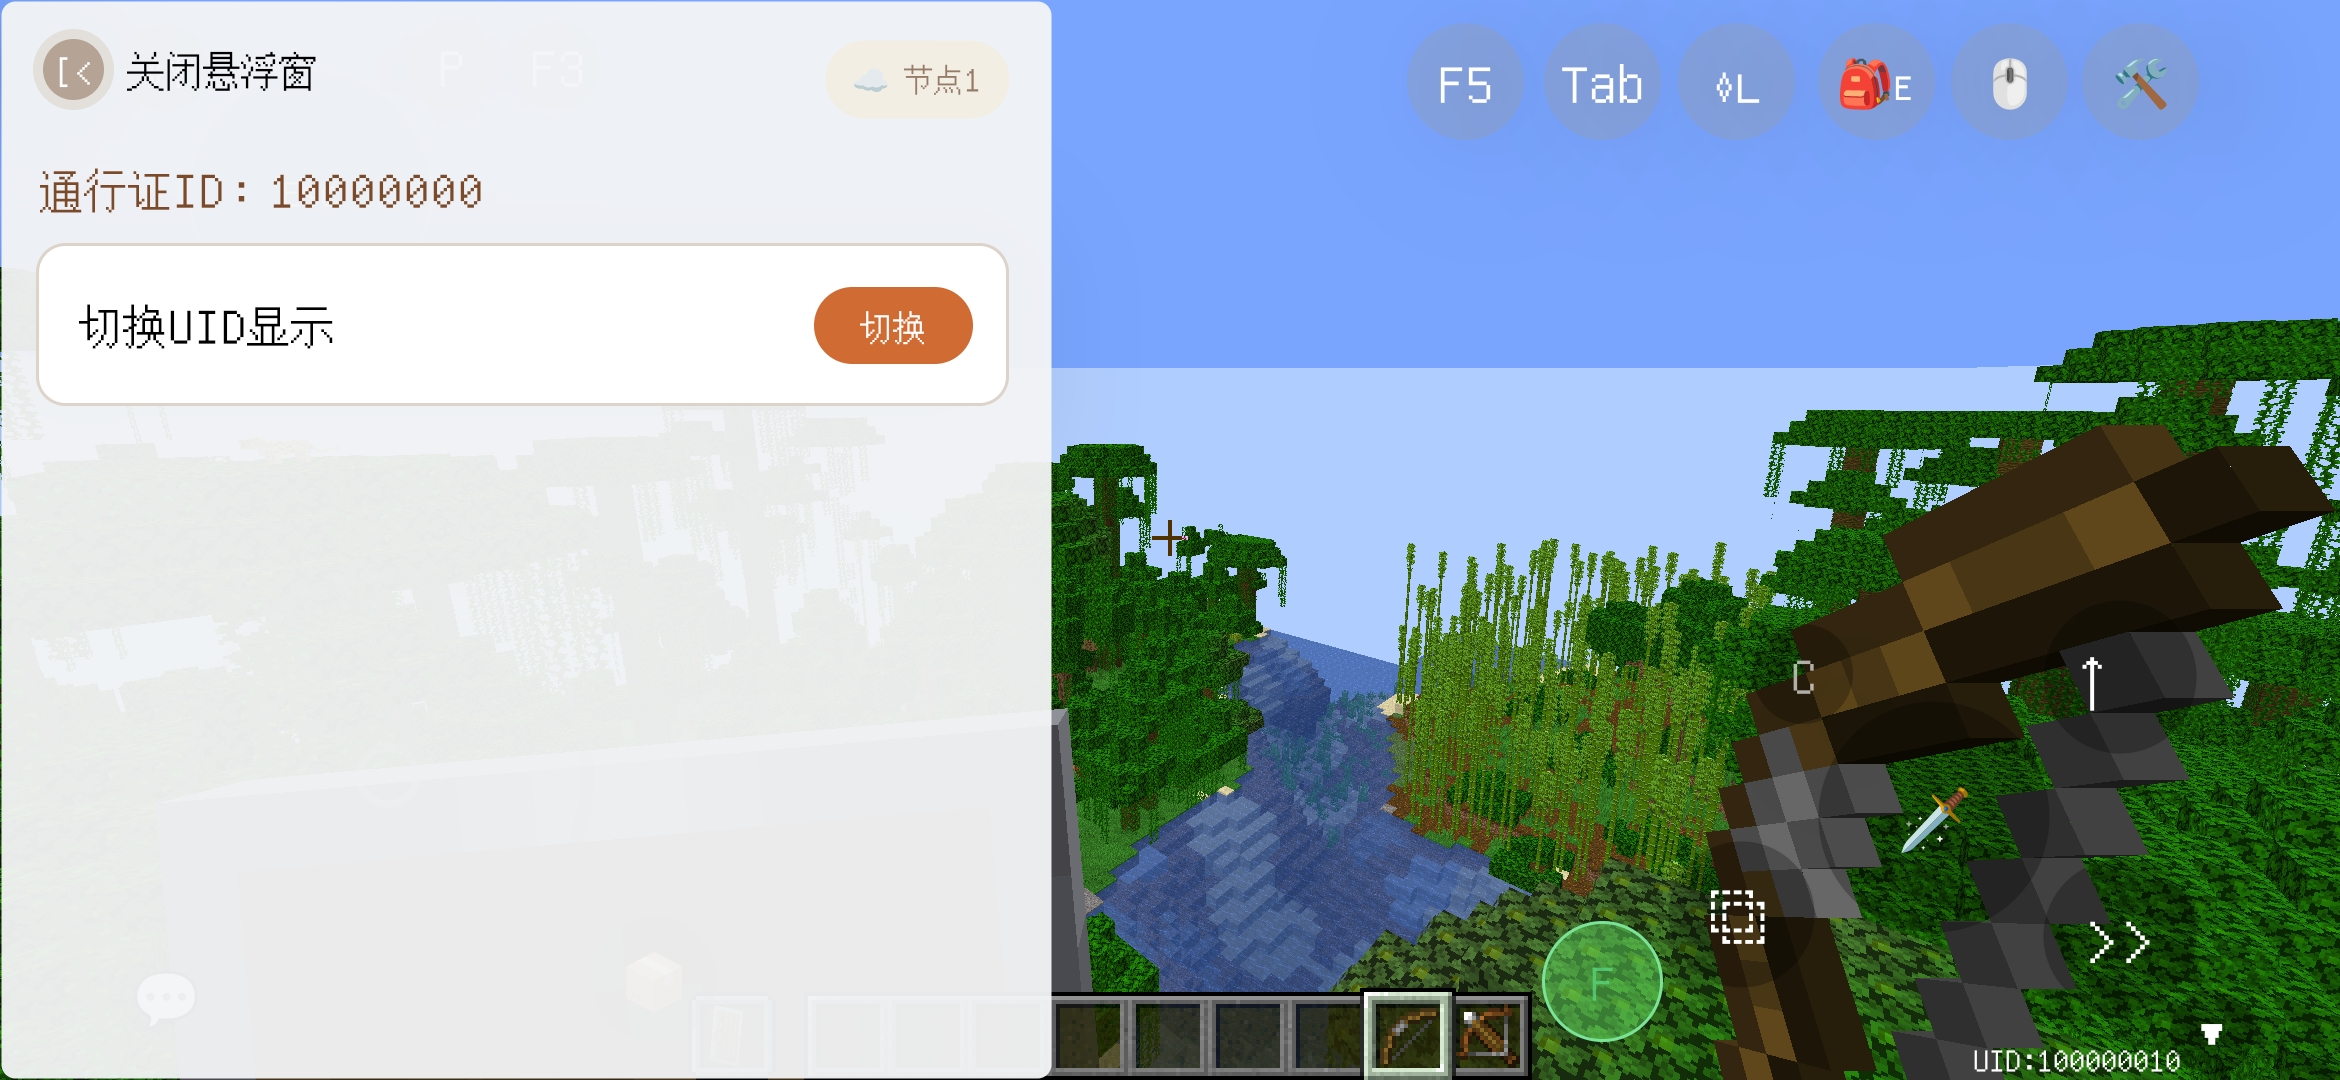 [<
关闭悬浮窗
P
F3
☁️ 节点1
F5
Tab
⬧L
E
通行证ID：10000000
切换UID显示
切换
C
↑
>>
F
UID:100000010